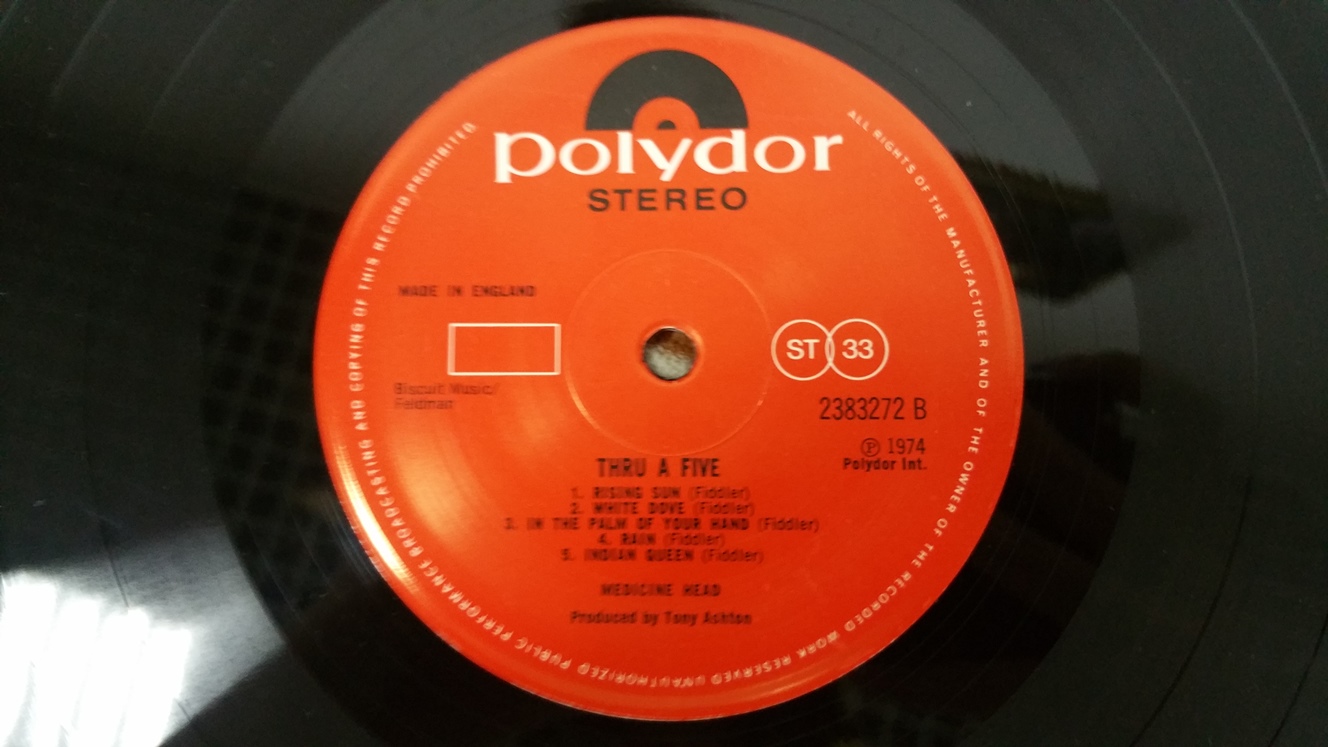 polydor
STEREO
MADE IN ENGLAND
ST 33
Biscuit Music/
Feldman
2383272 B
Ⓟ 1974
Polydor Int.
THRU A FIVE
1. RISING SUN (Fiddler)
2. WHITE DOVE (Fiddler)
3. IN THE PALM OF YOUR HAND (Fiddler)
4. RAIN (Fiddler)
5. INDIAN QUEEN (Fiddler)
MEDICINE HEAD
Produced by Tony Ashton
ALL RIGHTS OF THE MANUFACTURER AND OF THE OWNER OF THE RECORDED WORK RESERVED UNAUTHORIZED PUBLIC PERFORMANCE BROADCASTING AND COPYING OF THIS RECORD PROHIBITED